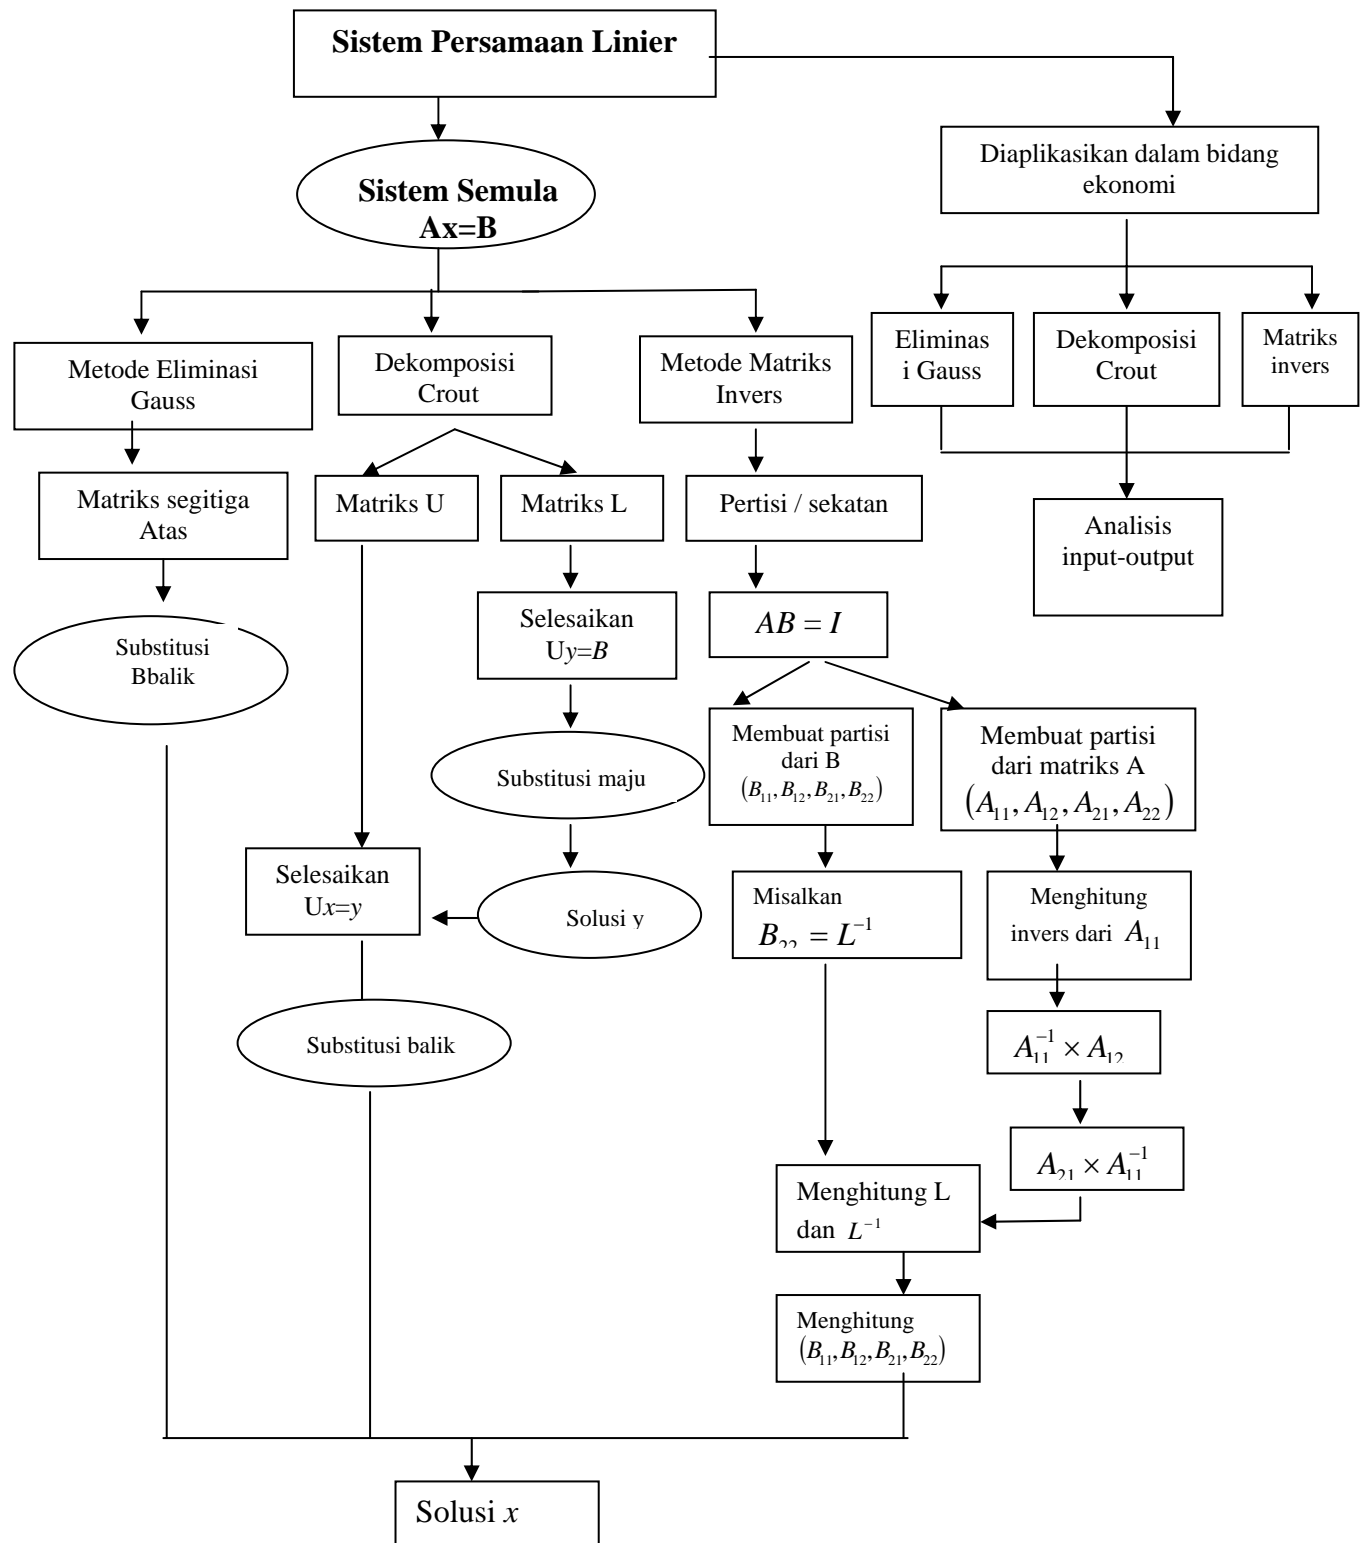 Sistem Persamaan Linier
Diaplikasikan dalam bidang
ekonomi
Sistem Semula
Ax=B
Metode Eliminasi
Gauss
Dekomposisi
Crout
Metode Matriks
Invers
Eliminas
i Gauss
Dekomposisi
Crout
Matriks
invers
Matriks segitiga
Atas
Matriks U
Matriks L
Pertisi / sekatan
Analisis
input-output
Substitusi
Bbalik
Selesaikan
Uy=B
AB = I
Membuat partisi
dari B
(B₁₁, B₁₂, B₂₁, B₂₂)
Membuat partisi
dari matriks A
(A₁₁, A₁₂, A₂₁, A₂₂)
Substitusi maju
Selesaikan
Ux=y
Solusi y
Misalkan
B₂₂ = L⁻¹
Menghitung
invers dari A₁₁
Substitusi balik
A₁₁⁻¹ × A₁₂
A₂₁ × A₁₁⁻¹
Menghitung L
dan L⁻¹
Menghitung
(B₁₁, B₁₂, B₂₁, B₂₂)
Solusi x